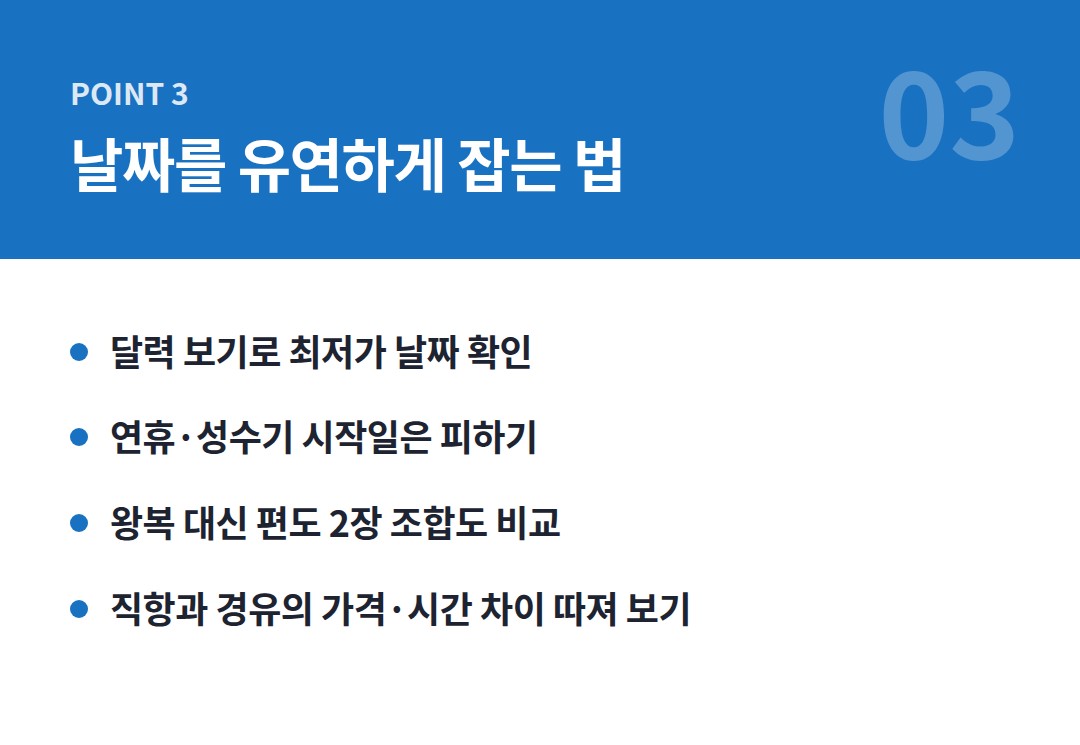 POINT 3
03
날짜를 유연하게 잡는 법
달력 보기로 최저가 날짜 확인
연휴·성수기 시작일은 피하기
왕복 대신 편도 2장 조합도 비교
직항과 경유의 가격·시간 차이 따져 보기